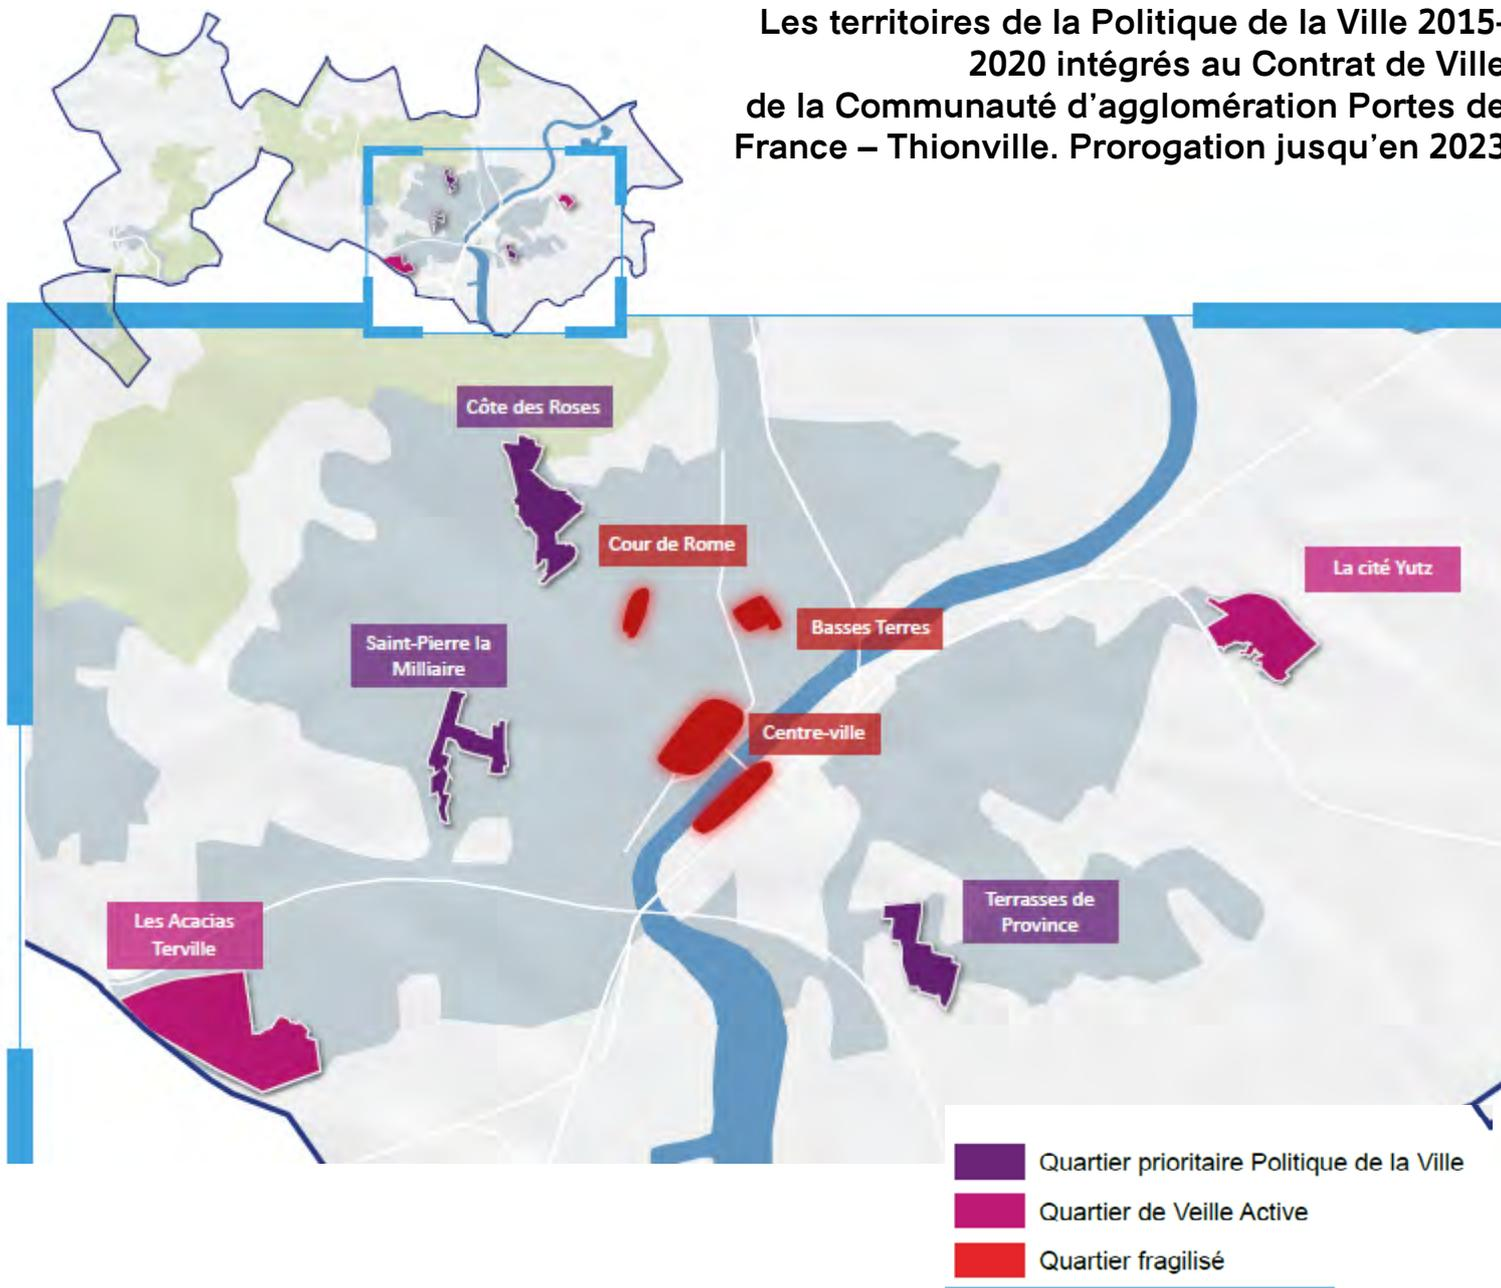 Les territoires de la Politique de la Ville 2015-
2020 intégrés au Contrat de Ville
de la Communauté d’agglomération Portes de
France – Thionville. Prorogation jusqu’en 2023
Côte des Roses
Cour de Rome
La cité Yutz
Basses Terres
Saint-Pierre la
Milliaire
Centre-ville
Terrasses de
Province
Les Acacias
Terville
Quartier prioritaire Politique de la Ville
Quartier de Veille Active
Quartier fragilisé